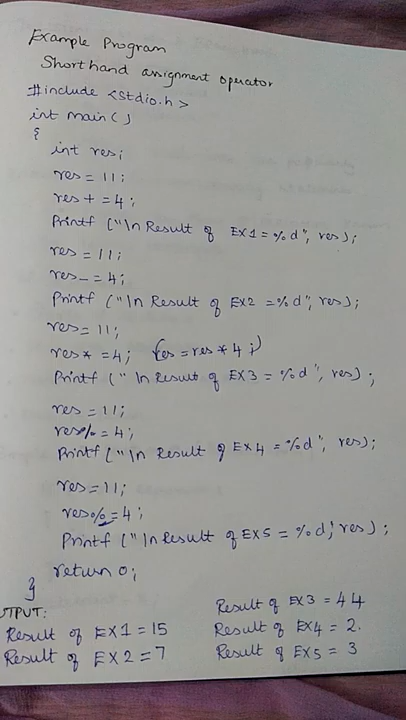 Example Program
Shorthand assignment operator
#include <stdio.h>
int main()
{
int res;
res = 11;
res + = 4;
Printf ("\n Result of EX1 = %d", res);
res = 11;
res - = 4;
Printf ("\n Result of EX2 = %d", res);
res = 11;
res * = 4; (res = res * 4;)
Printf (" \n Result of EX3 = %d", res);
res = 11;
res% = 4;
Printf ("\n Result of EX4 = %d", res);
res = 11;
res% = 4;
Printf ("\n Result of EX5 = %d", res);
return 0;
}
UTPUT:
Result of EX1 = 15
Result of EX2 = 7
Result of EX3 = 44
Result of EX4 = 2.
Result of EX5 = 3